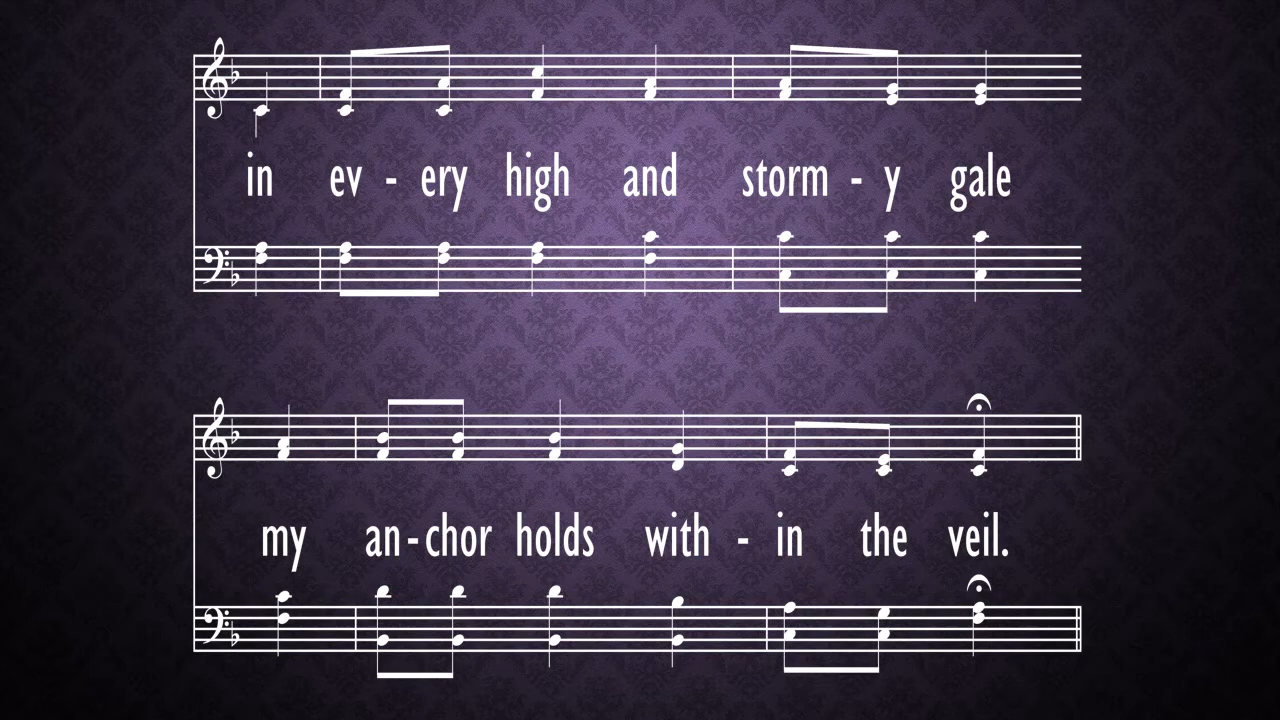 in ev - ery high and storm - y gale
my an - chor holds with - in the veil.